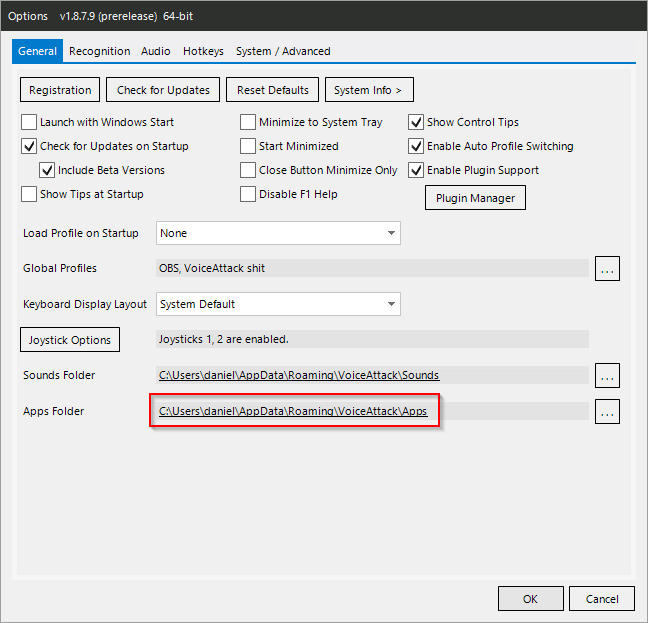 Options v1.8.7.9 (prerelease) 64-bit
General Recognition Audio Hotkeys System / Advanced
Registration Check for Updates Reset Defaults System Info >
Launch with Windows Start Minimize to System Tray Show Control Tips
Check for Updates on Startup Start Minimized Enable Auto Profile Switching
Include Beta Versions Close Button Minimize Only Enable Plugin Support
Show Tips at Startup Disable F1 Help Plugin Manager
Load Profile on Startup None
Global Profiles OBS, VoiceAttack shit ...
Keyboard Display Layout System Default
Joystick Options Joysticks 1, 2 are enabled.
Sounds Folder C:\Users\daniel\AppData\Roaming\VoiceAttack\Sounds ...
Apps Folder C:\Users\daniel\AppData\Roaming\VoiceAttack\Apps ...
OK Cancel